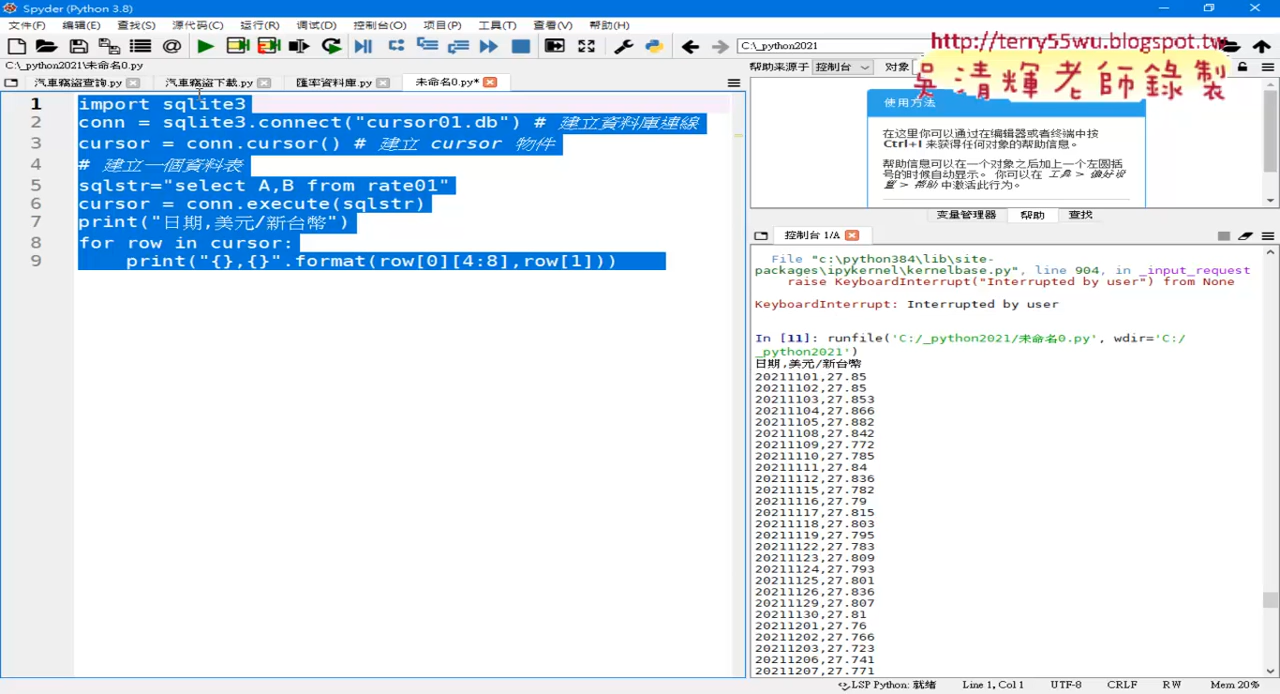 Spyder (Python 3.8)
文件(F) 编辑(E) 查找(S) 源代码(C) 运行(R) 调试(D) 控制台(O) 项目(P) 工具(T) 查看(V) 帮助(H)
C:\_python2021
http://terry55wu.blogspot.tw
吳清輝老師錄製
C:\_python2021\未命名0.py
汽車竊盜查詢.py 汽車竊盜下載.py 匯率資料庫.py 未命名0.py*
帮助来源于 控制台 对象
1 import sqlite3
2 conn = sqlite3.connect("cursor01.db") # 建立資料庫連線
3 cursor = conn.cursor() # 建立 cursor 物件
4 # 建立一個資料表
5 sqlstr="select A,B from rate01"
6 cursor = conn.execute(sqlstr)
7 print("日期,美元/新台幣")
8 for row in cursor:
9 print("{},{}".format(row[0][4:8],row[1]))
使用方法
在这里你可以通过在编辑器或者终端中按
Ctrl+I 来获得任何对象的帮助信息。
帮助信息可以在一个对象之后加上一个左圆括
号的时候自动显示。 你可以在 工具 > 偏好设
置 > 帮助 中激活此行为。
变量管理器 帮助 查找
控制台 1/A
File "c:\python384\lib\site-
packages\ipykernel\kernelbase.py", line 904, in _input_request
raise KeyboardInterrupt("Interrupted by user") from None
KeyboardInterrupt: Interrupted by user
In [11]: runfile('C:/_python2021/未命名0.py', wdir='C:/
_python2021')
日期,美元/新台幣
20211101,27.85
20211102,27.85
20211103,27.853
20211104,27.866
20211105,27.882
20211108,27.842
20211109,27.772
20211110,27.785
20211111,27.84
20211112,27.836
20211115,27.782
20211116,27.79
20211117,27.815
20211118,27.803
20211119,27.795
20211122,27.783
20211123,27.809
20211124,27.793
20211125,27.801
20211126,27.836
20211129,27.807
20211130,27.81
20211201,27.76
20211202,27.766
20211203,27.723
20211206,27.741
20211207,27.771
LSP Python: 就绪 Line 1, Col 1 UTF-8 CRLF RW Mem 20%